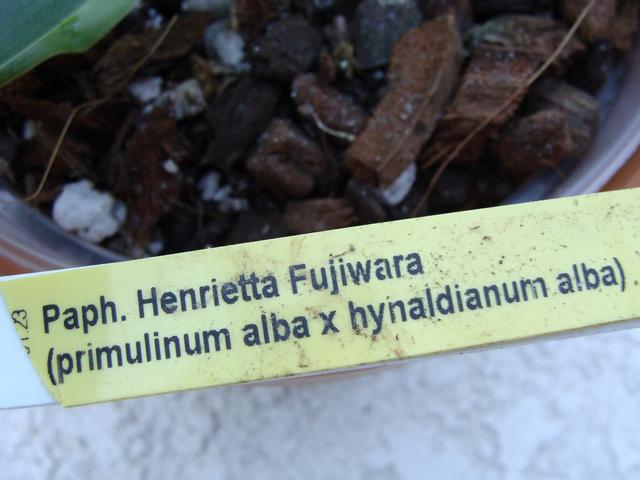 Paph. Henrietta Fujiwara
(primulinum alba x hynaldianum alba)